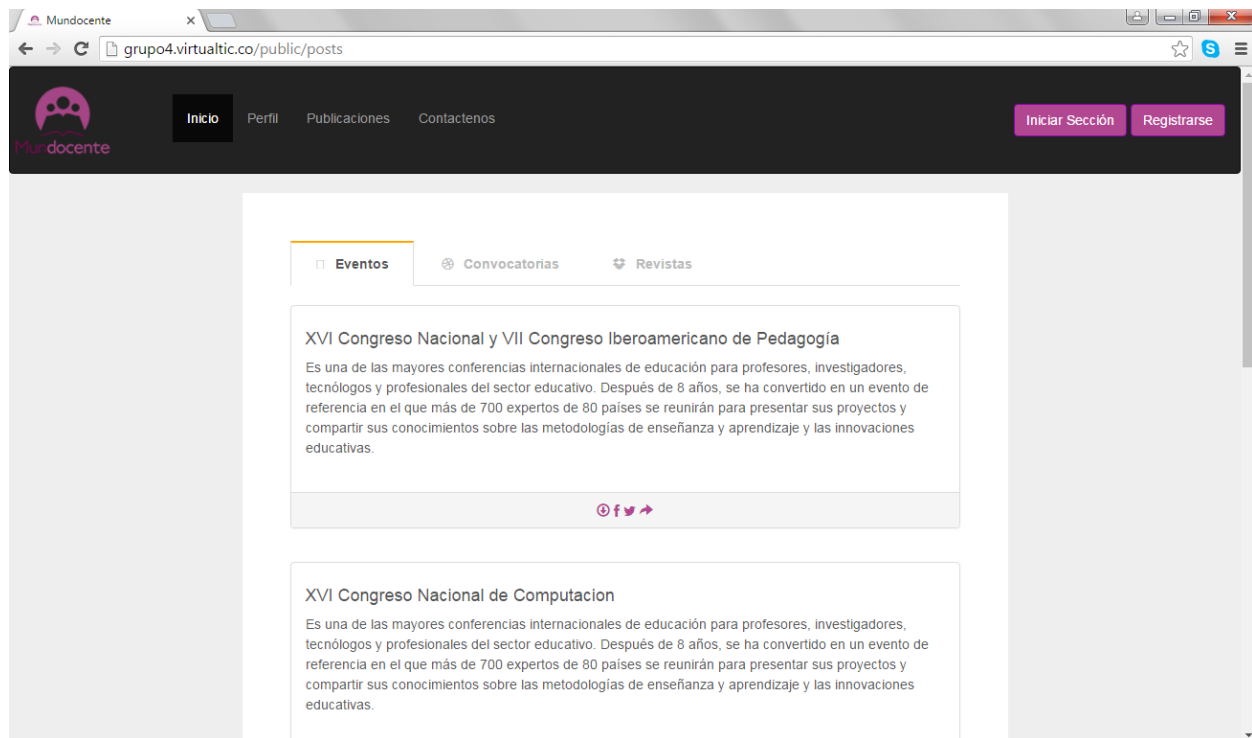 Mundocente
grupo4.virtualtic.co/public/posts
Mundocente
Inicio
Perfil
Publicaciones
Contactenos
Iniciar Sección
Registrarse
Eventos
Convocatorias
Revistas
XVI Congreso Nacional y VII Congreso Iberoamericano de Pedagogía
Es una de las mayores conferencias internacionales de educación para profesores, investigadores,
tecnólogos y profesionales del sector educativo. Después de 8 años, se ha convertido en un evento de
referencia en el que más de 700 expertos de 80 países se reunirán para presentar sus proyectos y
compartir sus conocimientos sobre las metodologías de enseñanza y aprendizaje y las innovaciones
educativas.
XVI Congreso Nacional de Computacion
Es una de las mayores conferencias internacionales de educación para profesores, investigadores,
tecnólogos y profesionales del sector educativo. Después de 8 años, se ha convertido en un evento de
referencia en el que más de 700 expertos de 80 países se reunirán para presentar sus proyectos y
compartir sus conocimientos sobre las metodologías de enseñanza y aprendizaje y las innovaciones
educativas.